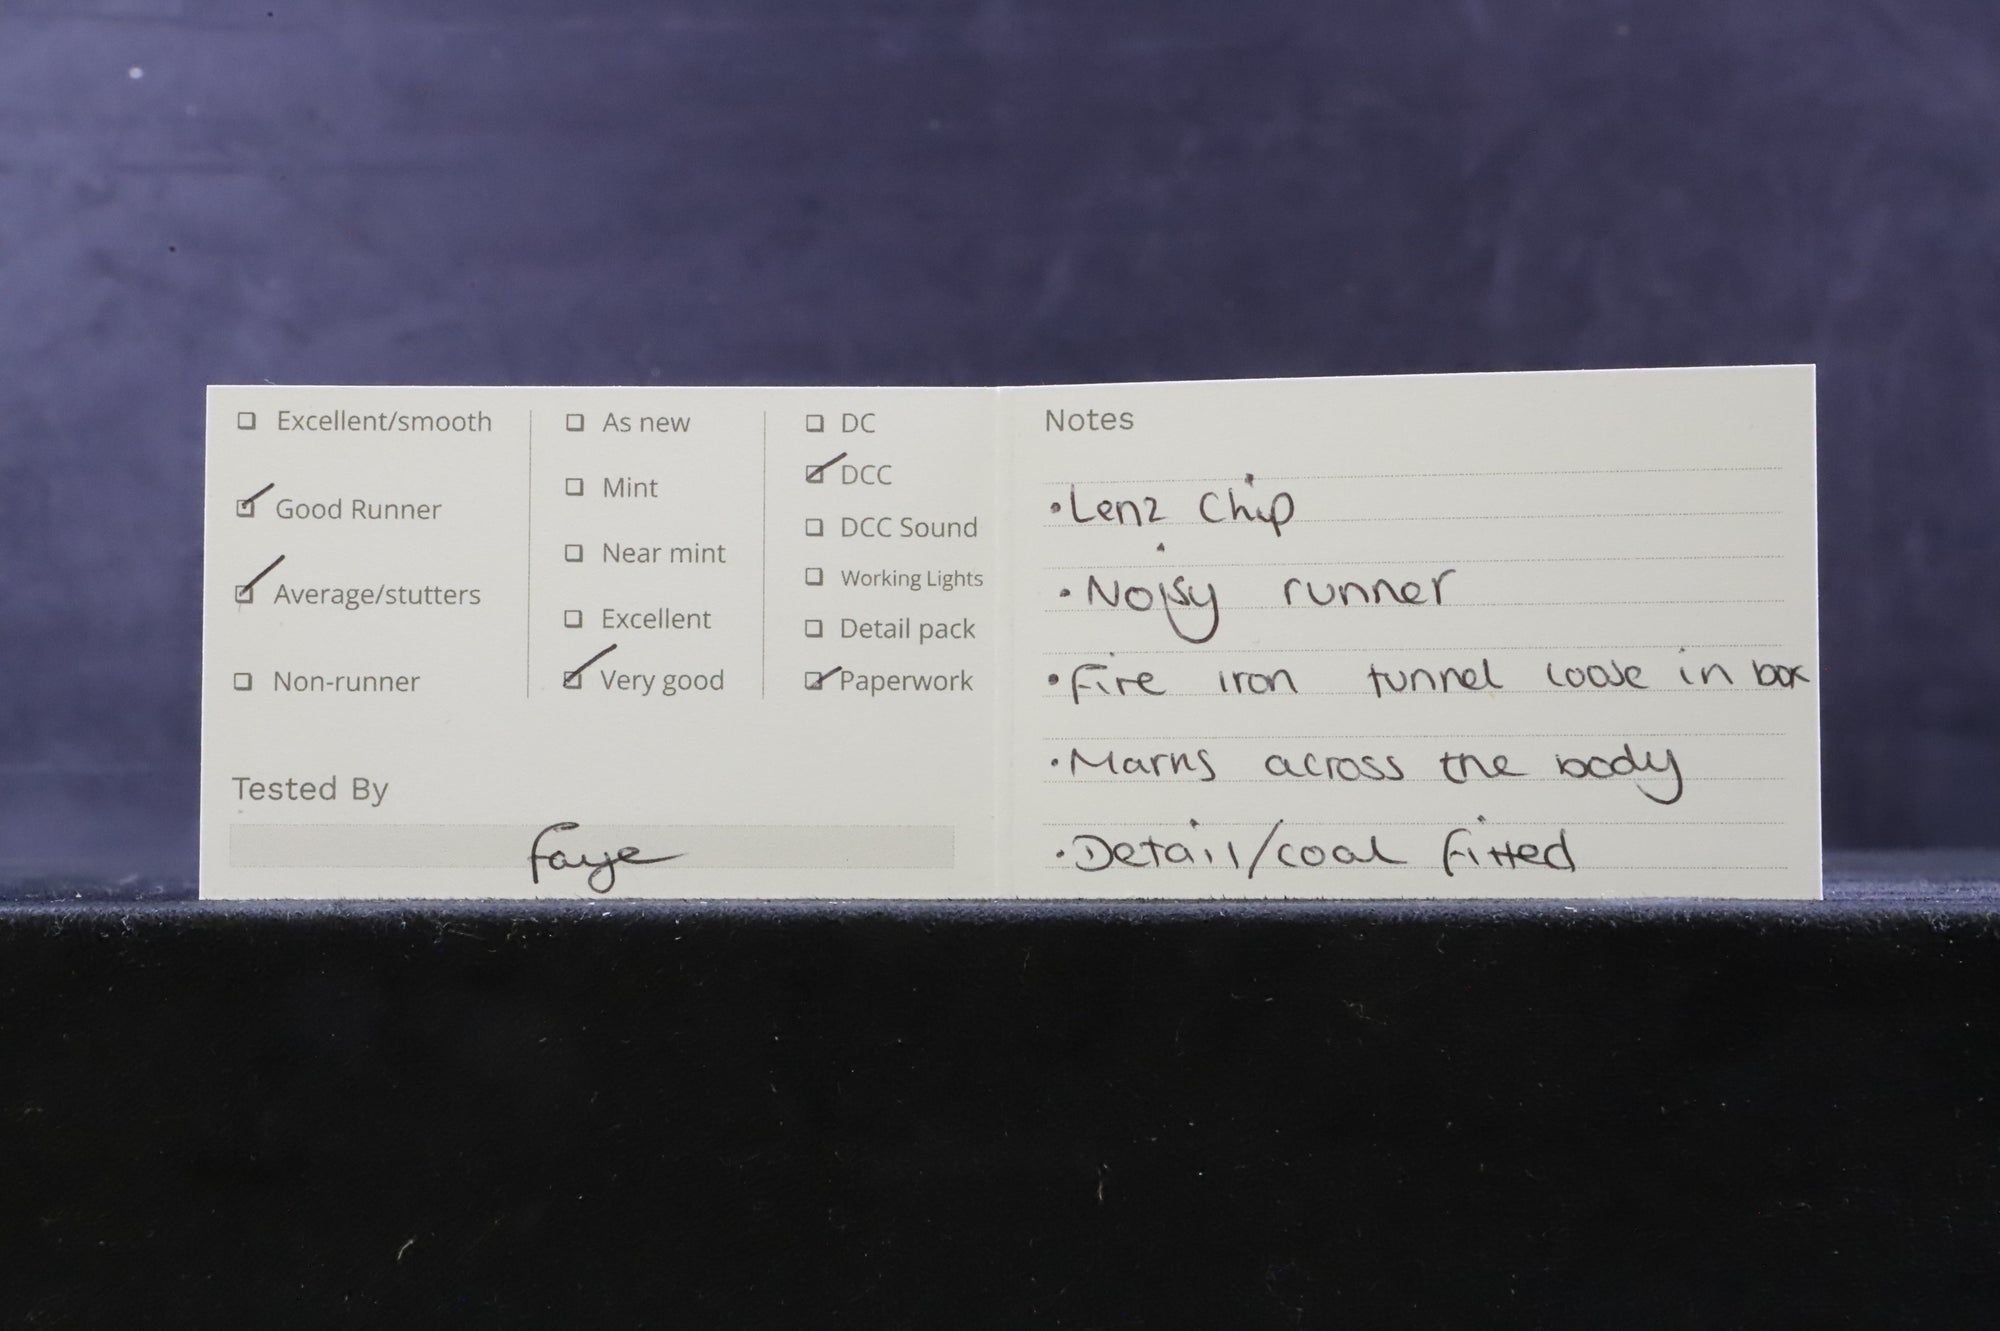 Excellent/smooth
Good Runner
Average/stutters
Non-runner
As new
Mint
Near mint
Excellent
Very good
DC
DCC
DCC Sound
Working Lights
Detail pack
Paperwork
Tested By
Faye
Notes
• Lenz Chip
• Noisy runner
• Fire iron tunnel loose in box
• Marks across the body
• Detail/coal fitted